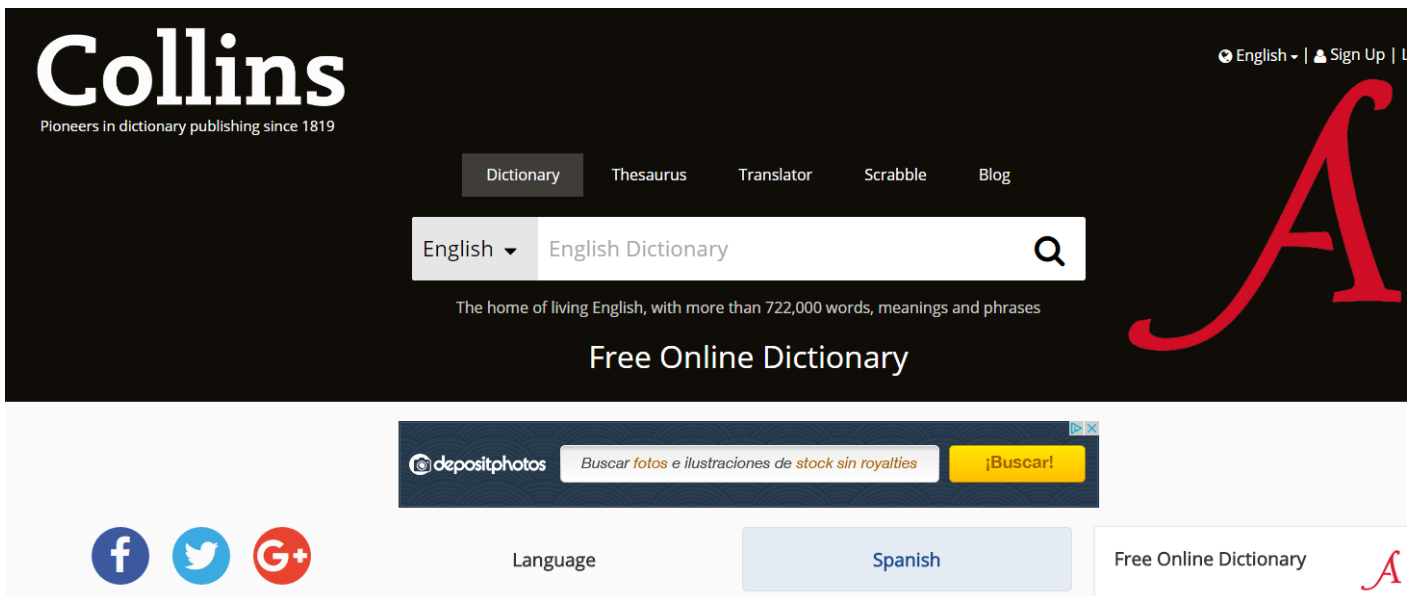 Collins
Pioneers in dictionary publishing since 1819
English | Sign Up | L
Dictionary Thesaurus Translator Scrabble Blog
English English Dictionary
The home of living English, with more than 722,000 words, meanings and phrases
Free Online Dictionary
A
depositphotos Buscar fotos e ilustraciones de stock sin royalties ¡Buscar!
f G+ Language Spanish Free Online Dictionary A